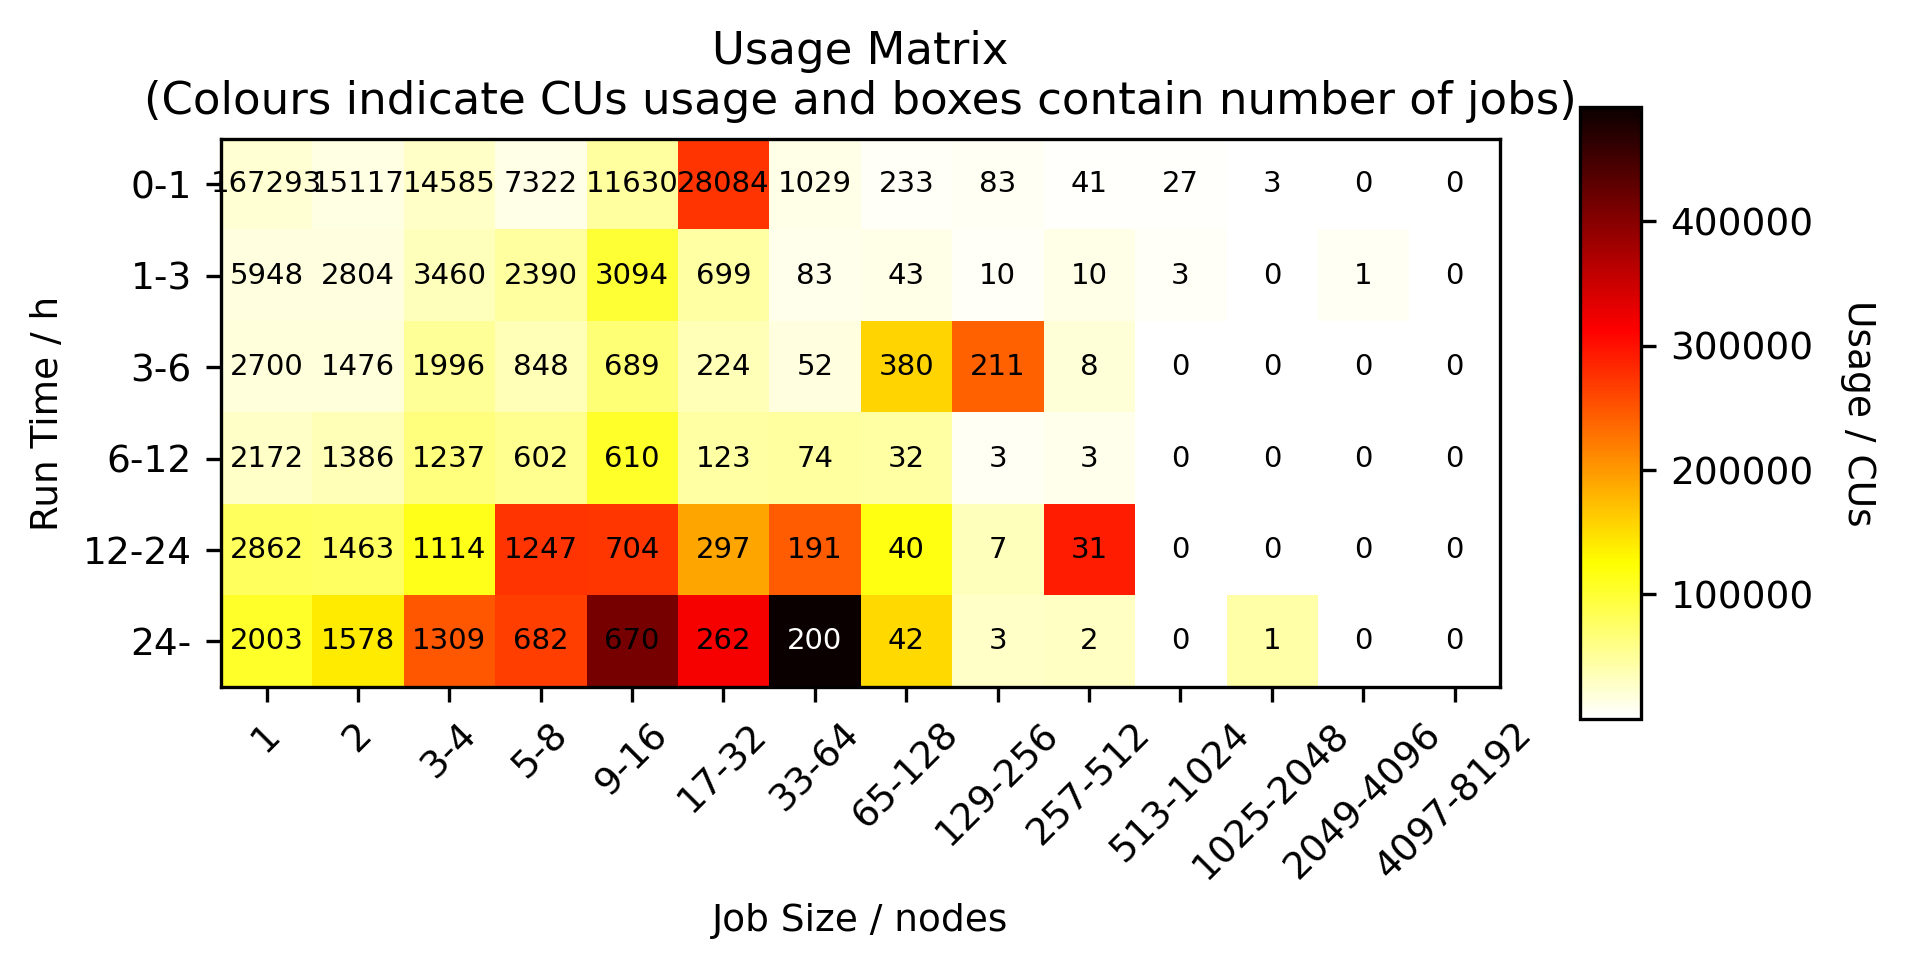 Usage Matrix
(Colours indicate CUs usage and boxes contain number of jobs)
0-1 167293 15117 14585 7322 11630 28084 1029 233 83 41 27 3 0 0
1-3 5948 2804 3460 2390 3094 699 83 43 10 10 3 0 1 0
3-6 2700 1476 1996 848 689 224 52 380 211 8 0 0 0 0
6-12 2172 1386 1237 602 610 123 74 32 3 3 0 0 0 0
12-24 2862 1463 1114 1247 704 297 191 40 7 31 0 0 0 0
24- 2003 1578 1309 682 670 262 200 42 3 2 0 1 0 0
Run Time / h
1 2 3-4 5-8 9-16 17-32 33-64 65-128 129-256 257-512 513-1024 1025-2048 2049-4096 4097-8192
Job Size / nodes
400000
300000
200000
100000
Usage / CUs